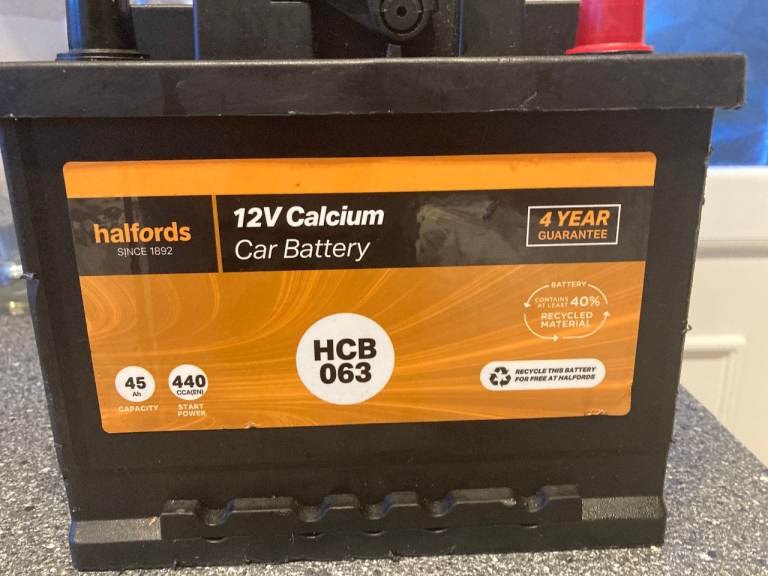 halfords
SINCE 1892
12V Calcium
Car Battery
4 YEAR
GUARANTEE
BATTERY
CONTAINS
AT LEAST 40%
RECYCLED
MATERIAL
HCB
063
45
Ah
CAPACITY
440
CCA(EN)
START
POWER
RECYCLE THIS BATTERY
FOR FREE AT HALFORDS